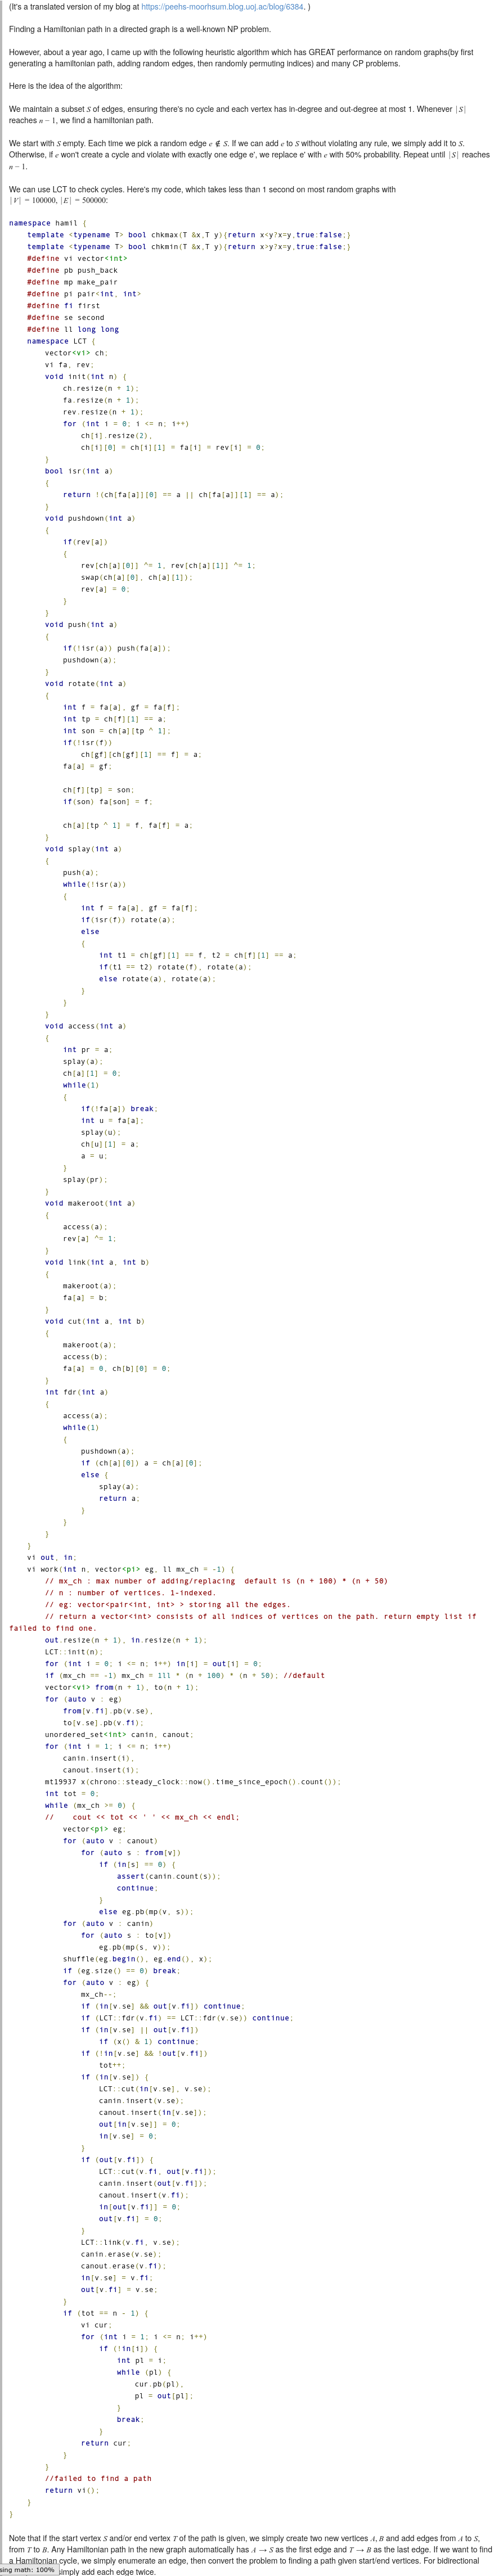 (It's a translated version of my blog at https://peehs-moorhsum.blog.uoj.ac/blog/6384. )
Finding a Hamiltonian path in a directed graph is a well-known NP problem.
However, about a year ago, I came up with the following heuristic algorithm which has GREAT performance on random graphs(by first
generating a hamiltonian path, adding random edges, then randomly permuting indices) and many CP problems.
Here is the idea of the algorithm:
We maintain a subset S of edges, ensuring there's no cycle and each vertex has in-degree and out-degree at most 1. Whenever |S|
reaches n − 1, we find a hamiltonian path.
We start with S empty. Each time we pick a random edge e ∉ S. If we can add e to S without violating any rule, we simply add it to S.
Otherwise, if e won't create a cycle and violate with exactly one edge e', we replace e' with e with 50% probability. Repeat until |S| reaches
n − 1.
We can use LCT to check cycles. Here's my code, which takes less than 1 second on most random graphs with
|V| = 100000, |E| = 500000:
namespace hamil {
    template <typename T> bool chkmax(T &x,T y){return x<y?x=y,true:false;}
    template <typename T> bool chkmin(T &x,T y){return x>y?x=y,true:false;}
    #define vi vector<int>
    #define pb push_back
    #define mp make_pair
    #define pi pair<int, int>
    #define fi first
    #define se second
    #define ll long long
    namespace LCT {
        vector<vi> ch;
        vi fa, rev;
        void init(int n) {
            ch.resize(n + 1);
            fa.resize(n + 1);
            rev.resize(n + 1);
            for (int i = 0; i <= n; i++)
                ch[i].resize(2),
                ch[i][0] = ch[i][1] = fa[i] = rev[i] = 0;
        }
        bool isr(int a)
        {
            return !(ch[fa[a]][0] == a || ch[fa[a]][1] == a);
        }
        void pushdown(int a)
        {
            if(rev[a])
            {
                rev[ch[a][0]] ^= 1, rev[ch[a][1]] ^= 1;
                swap(ch[a][0], ch[a][1]);
                rev[a] = 0;
            }
        }
        void push(int a)
        {
            if(!isr(a)) push(fa[a]);
            pushdown(a);
        }
        void rotate(int a)
        {
            int f = fa[a], gf = fa[f];
            int tp = ch[f][1] == a;
            int son = ch[a][tp ^ 1];
            if(!isr(f))
                ch[gf][ch[gf][1] == f] = a;
            fa[a] = gf;
            ch[f][tp] = son;
            if(son) fa[son] = f;
            ch[a][tp ^ 1] = f, fa[f] = a;
        }
        void splay(int a)
        {
            push(a);
            while(!isr(a))
            {
                int f = fa[a], gf = fa[f];
                if(isr(f)) rotate(a);
                else
                {
                    int t1 = ch[gf][1] == f, t2 = ch[f][1] == a;
                    if(t1 == t2) rotate(f), rotate(a);
                    else rotate(a), rotate(a);
                }
            }
        }
        void access(int a)
        {
            int pr = a;
            splay(a);
            ch[a][1] = 0;
            while(1)
            {
                if(!fa[a]) break;
                int u = fa[a];
                splay(u);
                ch[u][1] = a;
                a = u;
            }
            splay(pr);
        }
        void makeroot(int a)
        {
            access(a);
            rev[a] ^= 1;
        }
        void link(int a, int b)
        {
            makeroot(a);
            fa[a] = b;
        }
        void cut(int a, int b)
        {
            makeroot(a);
            access(b);
            fa[a] = 0, ch[b][0] = 0;
        }
        int fdr(int a)
        {
            access(a);
            while(1)
            {
                pushdown(a);
                if (ch[a][0]) a = ch[a][0];
                else {
                    splay(a);
                    return a;
                }
            }
        }
    }
    vi out, in;
    vi work(int n, vector<pi> eg, ll mx_ch = -1) {
        // mx_ch : max number of adding/replacing  default is (n + 100) * (n + 50)
        // n : number of vertices. 1-indexed.
        // eg: vector<pair<int, int> > storing all the edges.
        // return a vector<int> consists of all indices of vertices on the path. return empty list if
failed to find one.
        out.resize(n + 1), in.resize(n + 1);
        LCT::init(n);
        for (int i = 0; i <= n; i++) in[i] = out[i] = 0;
        if (mx_ch == -1) mx_ch = 1ll * (n + 100) * (n + 50); //default
        vector<vi> from(n + 1), to(n + 1);
        for (auto v : eg)
            from[v.fi].pb(v.se),
            to[v.se].pb(v.fi);
        unordered_set<int> canin, canout;
        for (int i = 1; i <= n; i++)
            canin.insert(i),
            canout.insert(i);
        mt19937 x(chrono::steady_clock::now().time_since_epoch().count());
        int tot = 0;
        while (mx_ch >= 0) {
        //    cout << tot << ' ' << mx_ch << endl;
            vector<pi> eg;
            for (auto v : canout)
                for (auto s : from[v])
                    if (in[s] == 0) {
                        assert(canin.count(s));
                        continue;
                    }
                    else eg.pb(mp(v, s));
            for (auto v : canin)
                for (auto s : to[v])
                    eg.pb(mp(s, v));
            shuffle(eg.begin(), eg.end(), x);
            if (eg.size() == 0) break;
            for (auto v : eg) {
                mx_ch--;
                if (in[v.se] && out[v.fi]) continue;
                if (LCT::fdr(v.fi) == LCT::fdr(v.se)) continue;
                if (in[v.se] || out[v.fi])
                    if (x() & 1) continue;
                if (!in[v.se] && !out[v.fi])
                    tot++;
                if (in[v.se]) {
                    LCT::cut(in[v.se], v.se);
                    canin.insert(v.se);
                    canout.insert(in[v.se]);
                    out[in[v.se]] = 0;
                    in[v.se] = 0;
                }
                if (out[v.fi]) {
                    LCT::cut(v.fi, out[v.fi]);
                    canin.insert(out[v.fi]);
                    canout.insert(v.fi);
                    in[out[v.fi]] = 0;
                    out[v.fi] = 0;
                }
                LCT::link(v.fi, v.se);
                canin.erase(v.se);
                canout.erase(v.fi);
                in[v.se] = v.fi;
                out[v.fi] = v.se;
            }
            if (tot == n - 1) {
                vi cur;
                for (int i = 1; i <= n; i++)
                    if (!in[i]) {
                        int pl = i;
                        while (pl) {
                            cur.pb(pl),
                            pl = out[pl];
                        }
                        break;
                    }
                return cur;
            }
        }
        //failed to find a path
        return vi();
    }
}
Note that if the start vertex S and/or end vertex T of the path is given, we simply create two new vertices A, B and add edges from A to S,
from T to B. Any Hamiltonian path in the new graph automatically has A → S as the first edge and T → B as the last edge. If we want to find
a Hamiltonian cycle, we simply enumerate an edge, then convert the problem to finding a path given start/end vertices. For bidirectional
sing math: 100% simply add each edge twice.